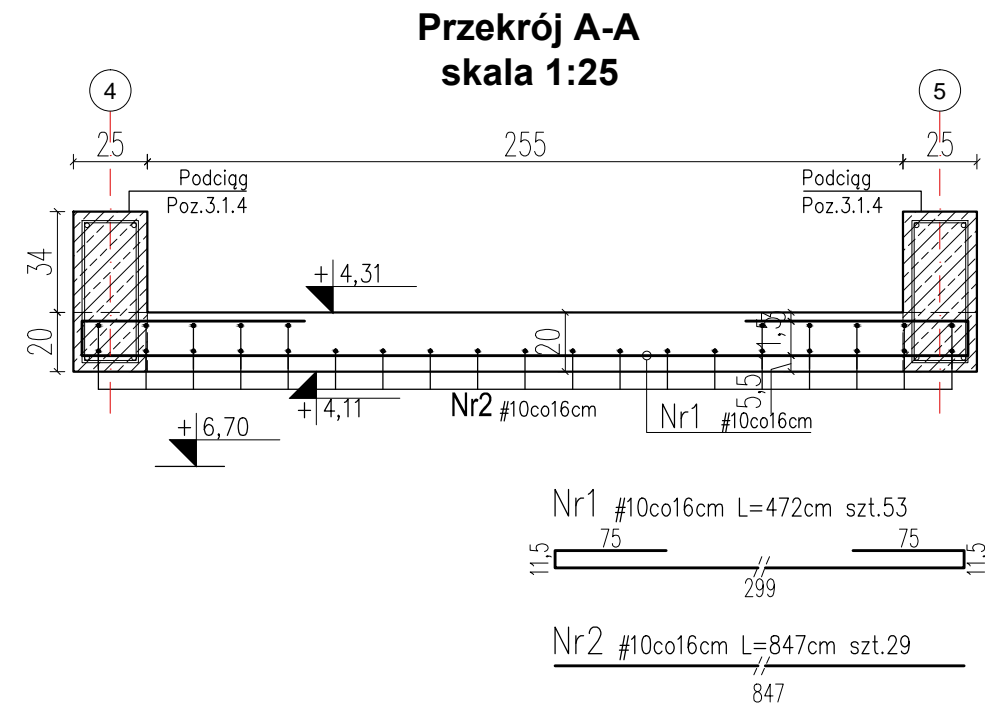 Przekrój A-A
skala 1:25
4
5
25
255
25
Podciąg
Poz.3.1.4
Podciąg
Poz.3.1.4
34
20
+ 4,31
20
5,5
+ 4,11
Nr2 #10co16cm
Nr1 #10co16cm
+ 6,70
Nr1 #10co16cm L=472cm szt.53
11,5
75
75
11.5
299
Nr2 #10co16cm L=847cm szt.29
847